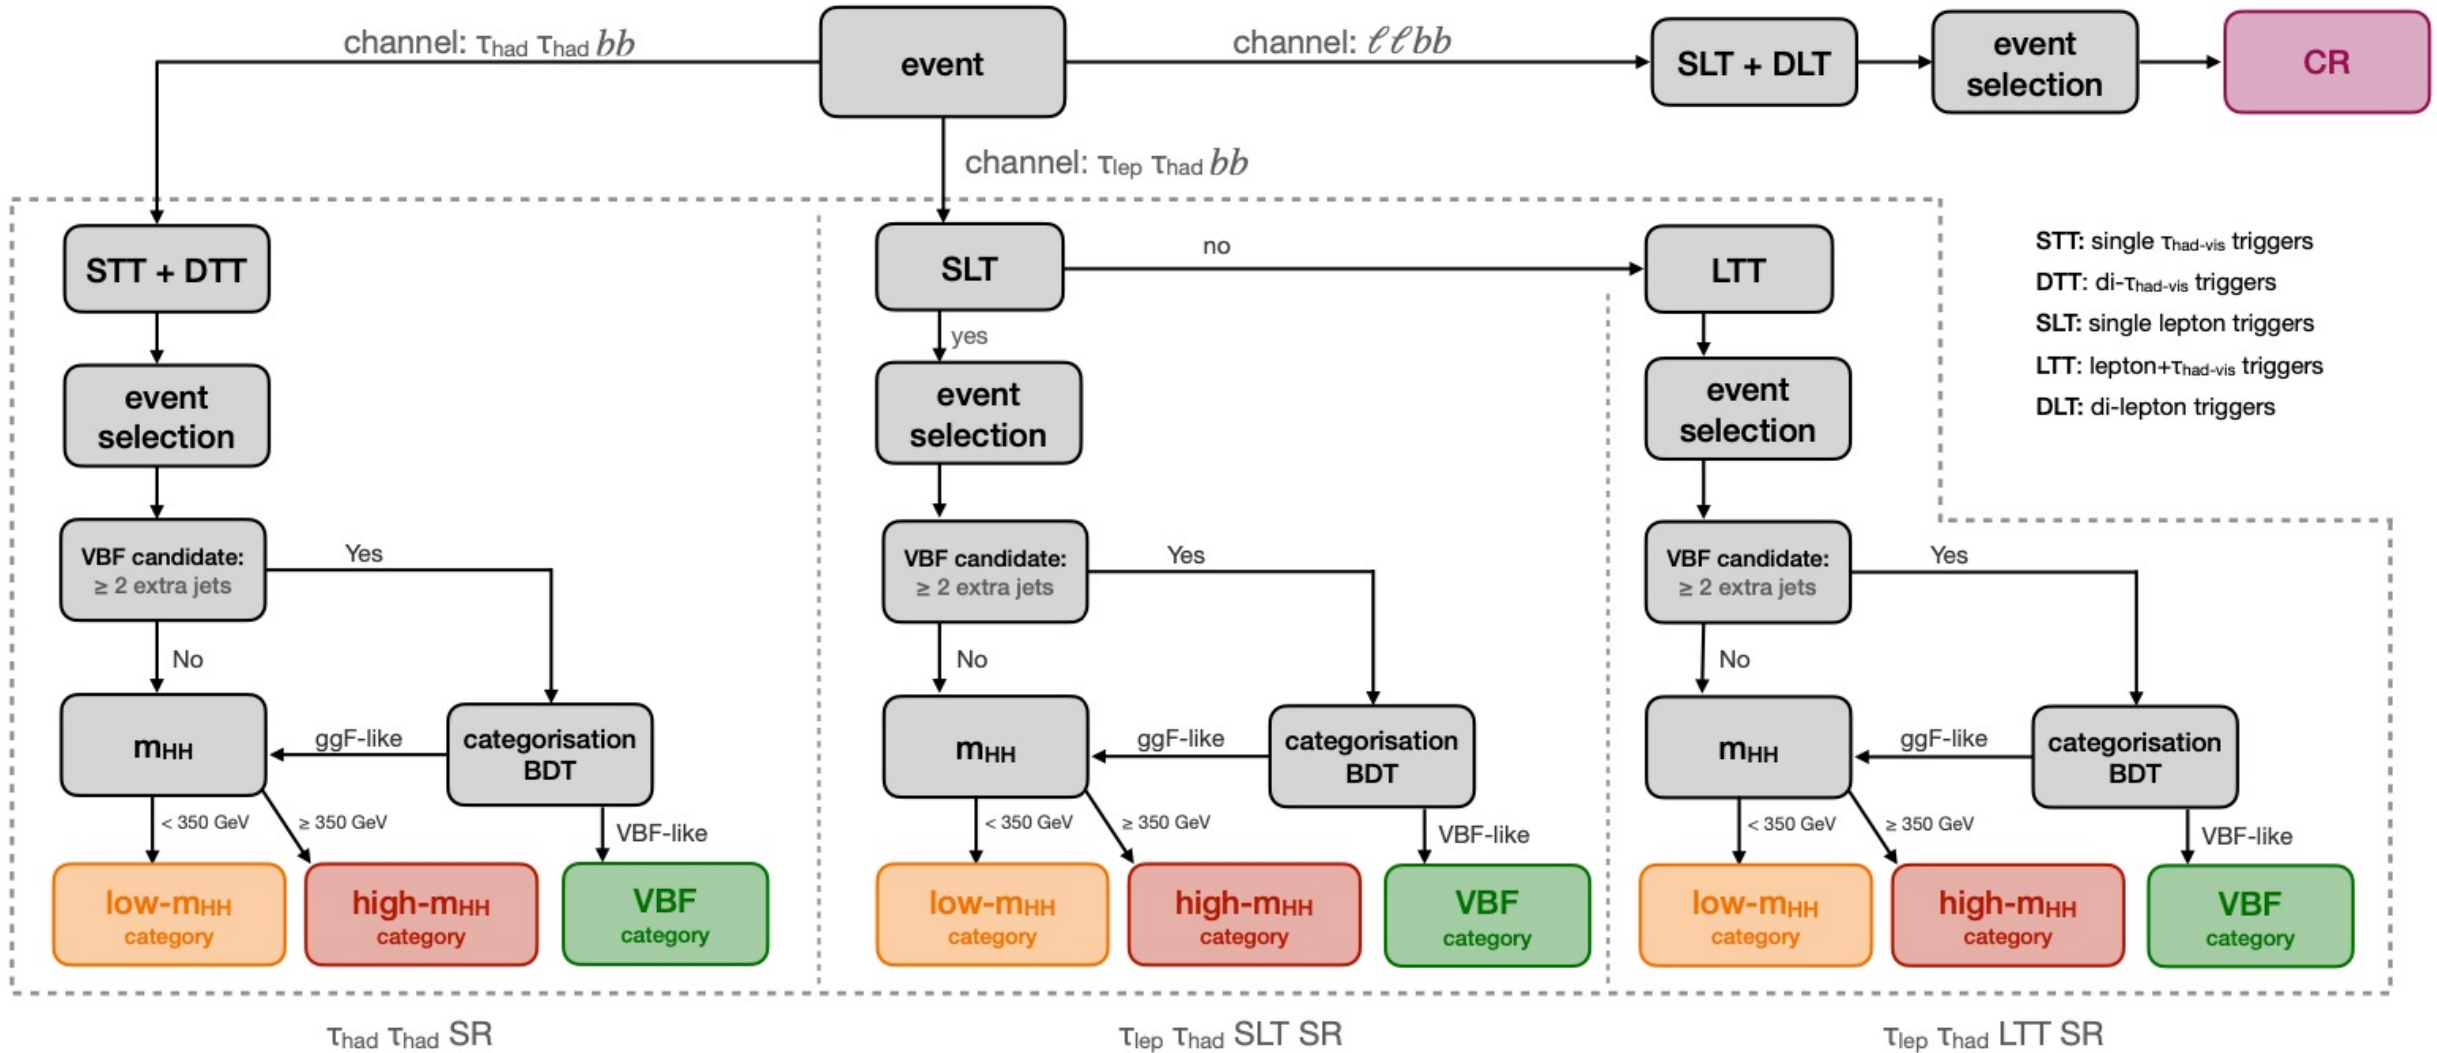 channel: τhad τhad bb
event
channel: ℓℓbb
SLT + DLT
event
selection
CR
channel: τlep τhad bb
STT + DTT
event
selection
VBF candidate:
≥ 2 extra jets
Yes
No
mHH
ggF-like
categorisation
BDT
< 350 GeV
≥ 350 GeV
VBF-like
low-mHH
category
high-mHH
category
VBF
category
τhad τhad SR
SLT
no
yes
event
selection
VBF candidate:
≥ 2 extra jets
Yes
No
mHH
ggF-like
categorisation
BDT
< 350 GeV
≥ 350 GeV
VBF-like
low-mHH
category
high-mHH
category
VBF
category
τlep τhad SLT SR
LTT
event
selection
VBF candidate:
≥ 2 extra jets
Yes
No
mHH
ggF-like
categorisation
BDT
< 350 GeV
≥ 350 GeV
VBF-like
low-mHH
category
high-mHH
category
VBF
category
τlep τhad LTT SR
STT: single τhad-vis triggers
DTT: di-τhad-vis triggers
SLT: single lepton triggers
LTT: lepton+τhad-vis triggers
DLT: di-lepton triggers